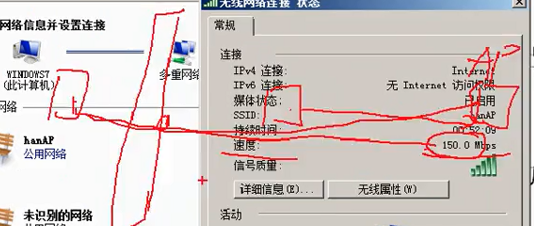 网络信息并设置连接
WINDOWS7
(此计算机)
多重网络
网络
hanAP
公用网络
未识别的网络
无线网络连接 状态
常规
连接
IPv4 连接:
Internet
IPv6 连接:
无 Internet 访问权限
媒体状态:
已启用
SSID:
hanAP
持续时间:
00:52:09
速度:
150.0 Mbps
信号质量:
详细信息(E)...
无线属性(W)
活动
AP